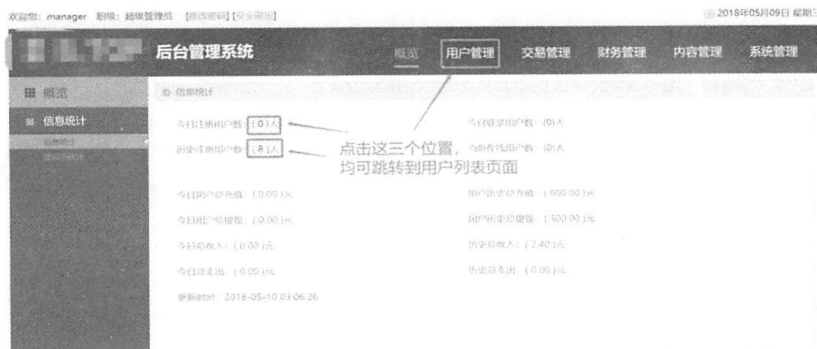 欢迎您：manager 职级：超级管理员 [修改密码] [安全退出]
2018年05月09日 星期三
后台管理系统
概览 用户管理 交易管理 财务管理 内容管理 系统管理
概览
信息统计
信息统计
信息统计
今日注册用户数：( 0 )人
今日登录用户数：(0)人
历史注册用户数：( 8 )人
当前在线用户数：(0)人
点击这三个位置，
均可跳转到用户列表页面
今日用户总充值：( 0.00 )元
用户历史总充值：( 600.00 )元
今日用户总提现：( 0.00 )元
用户历史总提现：( 300.00 )元
今日总收入：( 0.00 )元
历史总收入：( 2.40 )元
今日总支出：( 0.00 )元
历史总支出：( 0.00 )元
更新时间：2018-05-10 03:06:26